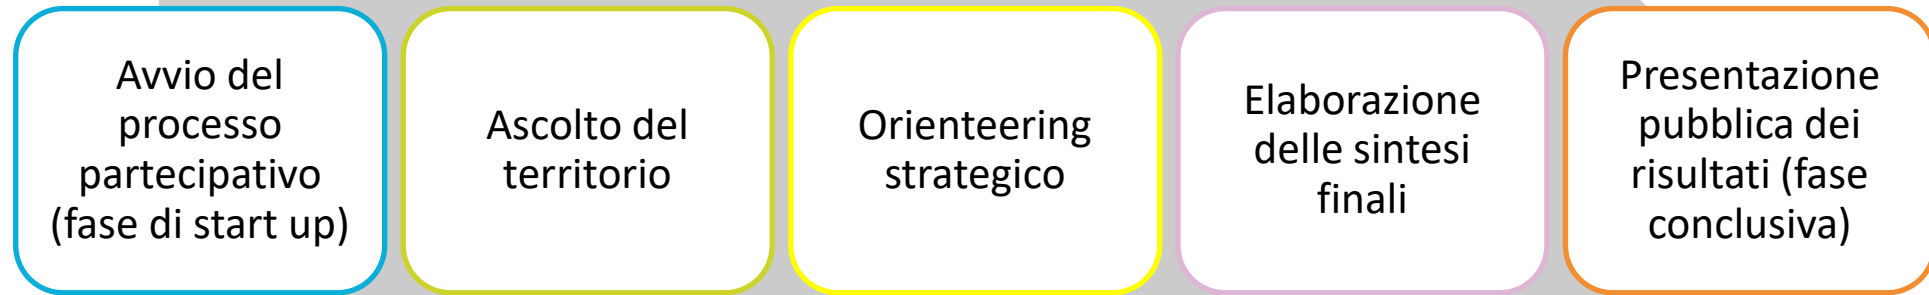 Avvio del
processo
partecipativo
(fase di start up)
Ascolto del
territorio
Orienteering
strategico
Elaborazione
delle sintesi
finali
Presentazione
pubblica dei
risultati (fase
conclusiva)